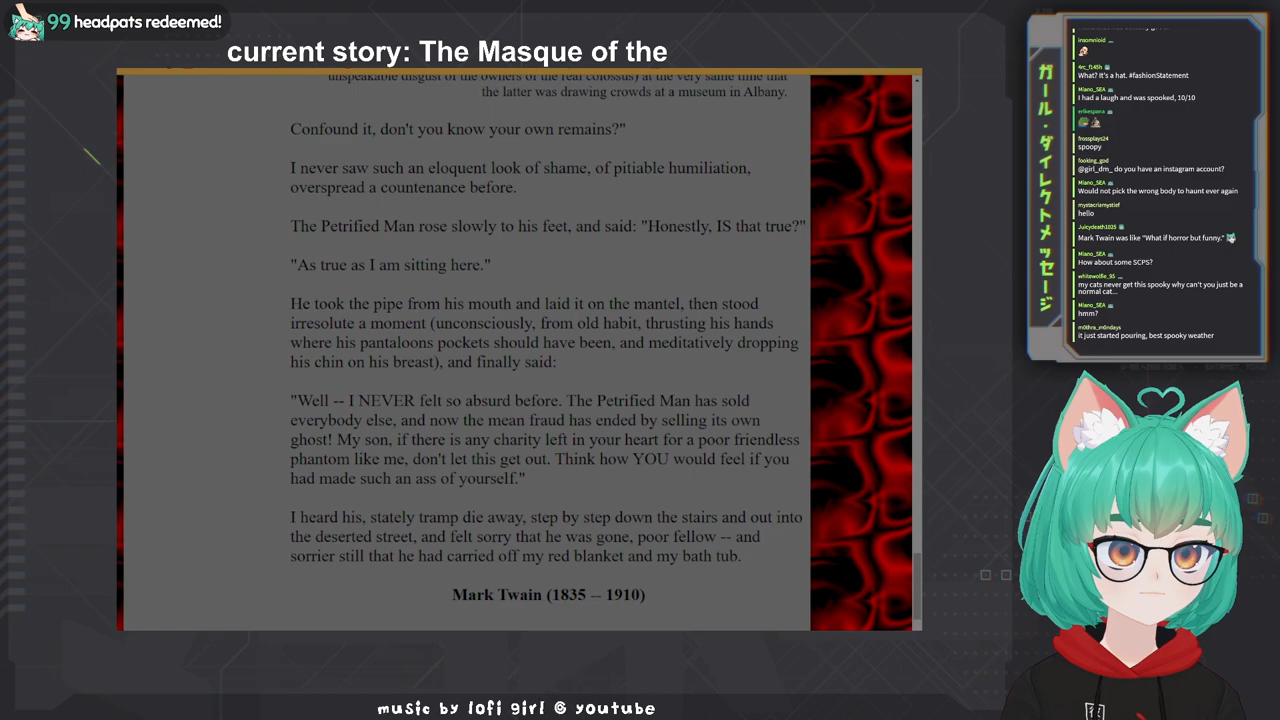 99 headpats redeemed!
current story: The Masque of the
unspeakable disgust of the owners of the real colossus) at the very same time that
the latter was drawing crowds at a museum in Albany.
Confound it, don't you know your own remains?"
I never saw such an eloquent look of shame, of pitiable humiliation,
overspread a countenance before.
The Petrified Man rose slowly to his feet, and said: "Honestly, IS that true?"
"As true as I am sitting here."
He took the pipe from his mouth and laid it on the mantel, then stood
irresolute a moment (unconsciously, from old habit, thrusting his hands
where his pantaloons pockets should have been, and meditatively dropping
his chin on his breast), and finally said:
"Well -- I NEVER felt so absurd before. The Petrified Man has sold
everybody else, and now the mean fraud has ended by selling its own
ghost! My son, if there is any charity left in your heart for a poor friendless
phantom like me, don't let this get out. Think how YOU would feel if you
had made such an ass of yourself."
I heard his, stately tramp die away, step by step down the stairs and out into
the deserted street, and felt sorry that he was gone, poor fellow -- and
sorrier still that he had carried off my red blanket and my bath tub.
Mark Twain (1835 -- 1910)
music by lofi girl @ youtube
ガール・ダイレクトメッセージ
insomnioid
4rc_f145h
What? It's a hat. #fashionStatement
Miano_SEA
I had a laugh and was spooked, 10/10
erikespana
frossplays24
spoopy
fooking_god
@girl_dm_ do you have an instagram account?
Miano_SEA
Would not pick the wrong body to haunt ever again
mystacriamystief
hello
Juicydeath1025
Mark Twain was like "What if horror but funny."
Miano_SEA
How about some SCPS?
whitewolfie_95
my cats never get this spooky why can't you just be a
normal cat...
Miano_SEA
hmm?
m0thra_m0ndays
it just started pouring, best spooky weather